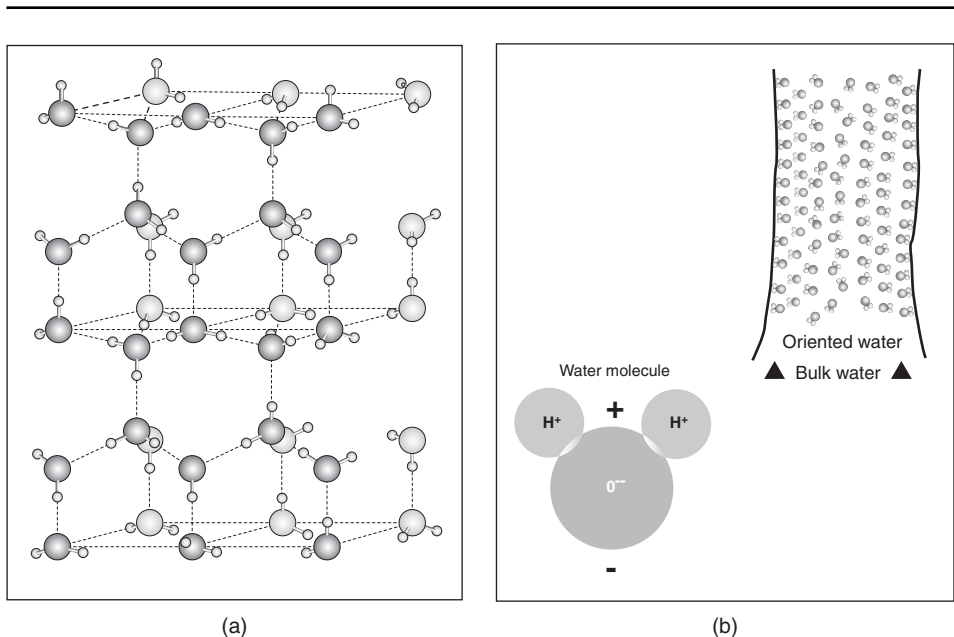 Oriented water
▲ Bulk water ▲
Water molecule
+
H⁺ H⁺
0⁻⁻
-
(a) (b)